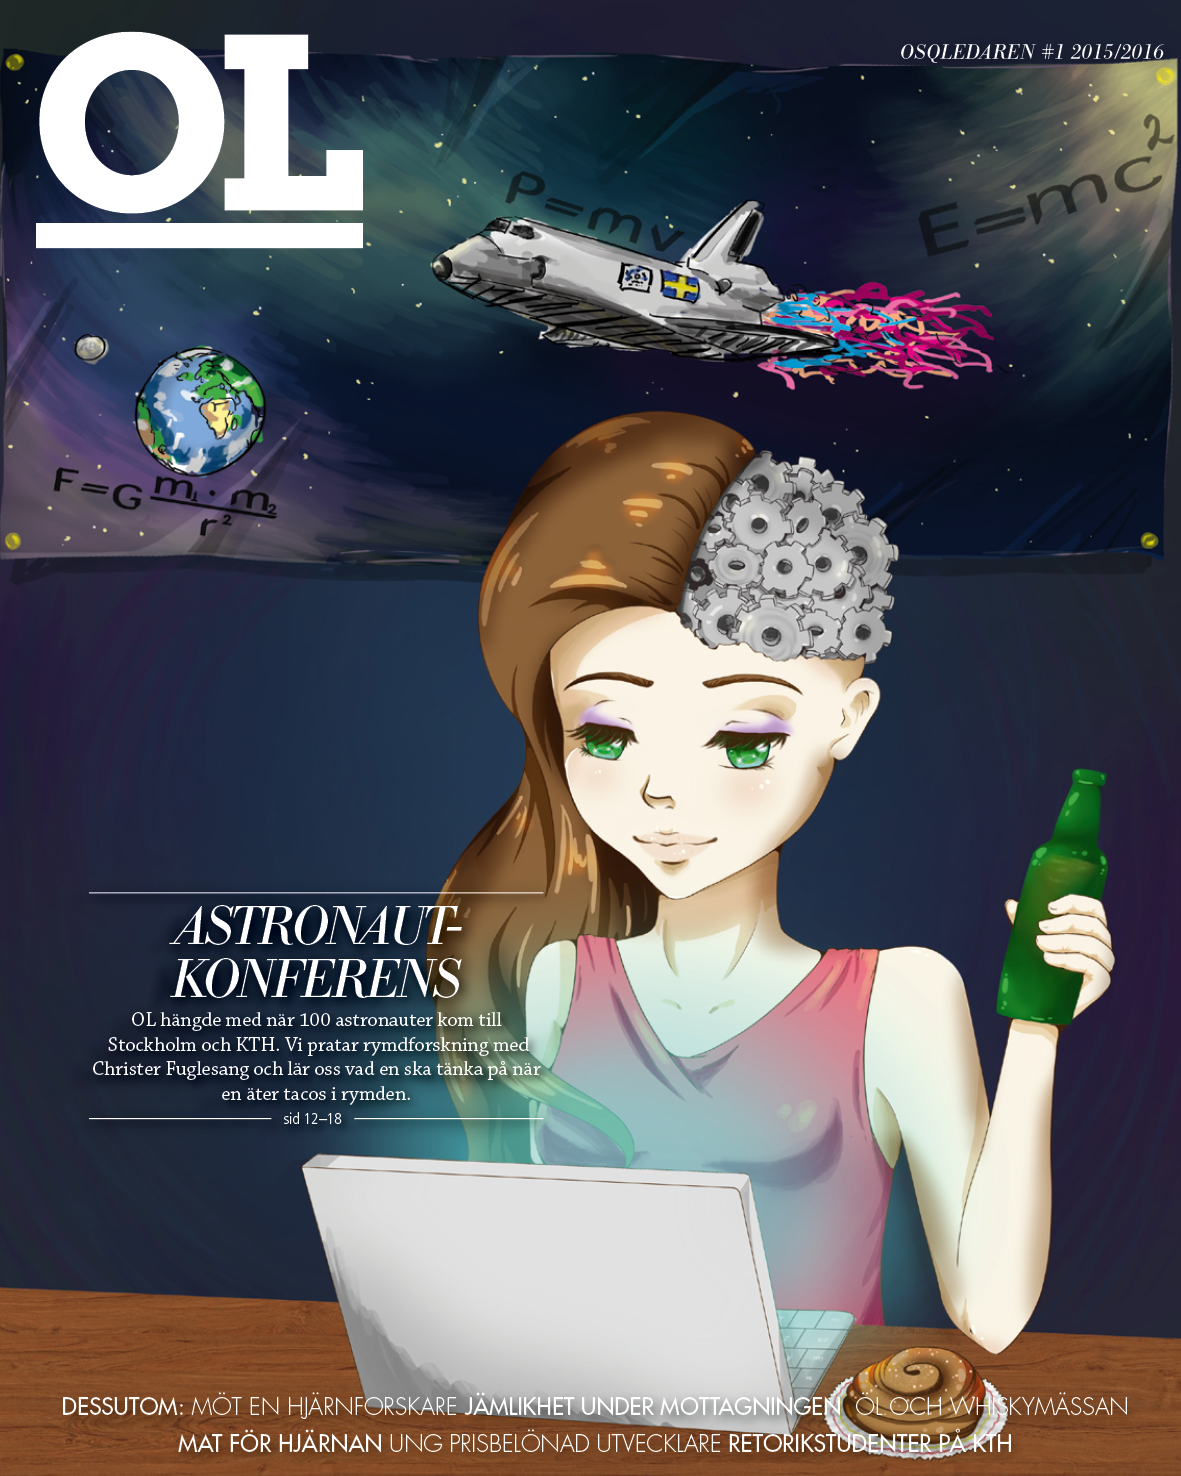 OL
OSQLEDAREN #1 2015/2016
P=mv
E=mc²
F=G m₁·m₂
r²
ASTRONAUT-
KONFERENS
OL hängde med när 100 astronauter kom till
Stockholm och KTH. Vi pratar rymdforskning med
Christer Fuglesang och lär oss vad en ska tänka på när
en äter tacos i rymden.
sid 12–18
DESSUTOM: MÖT EN HJÄRNFORSKARE JÄMLIKHET UNDER MOTTAGNINGEN ÖL OCH WHISKYMÄSSAN
MAT FÖR HJÄRNAN UNG PRISBELÖNAD UTVECKLARE RETORIKSTUDENTER PÅ KTH